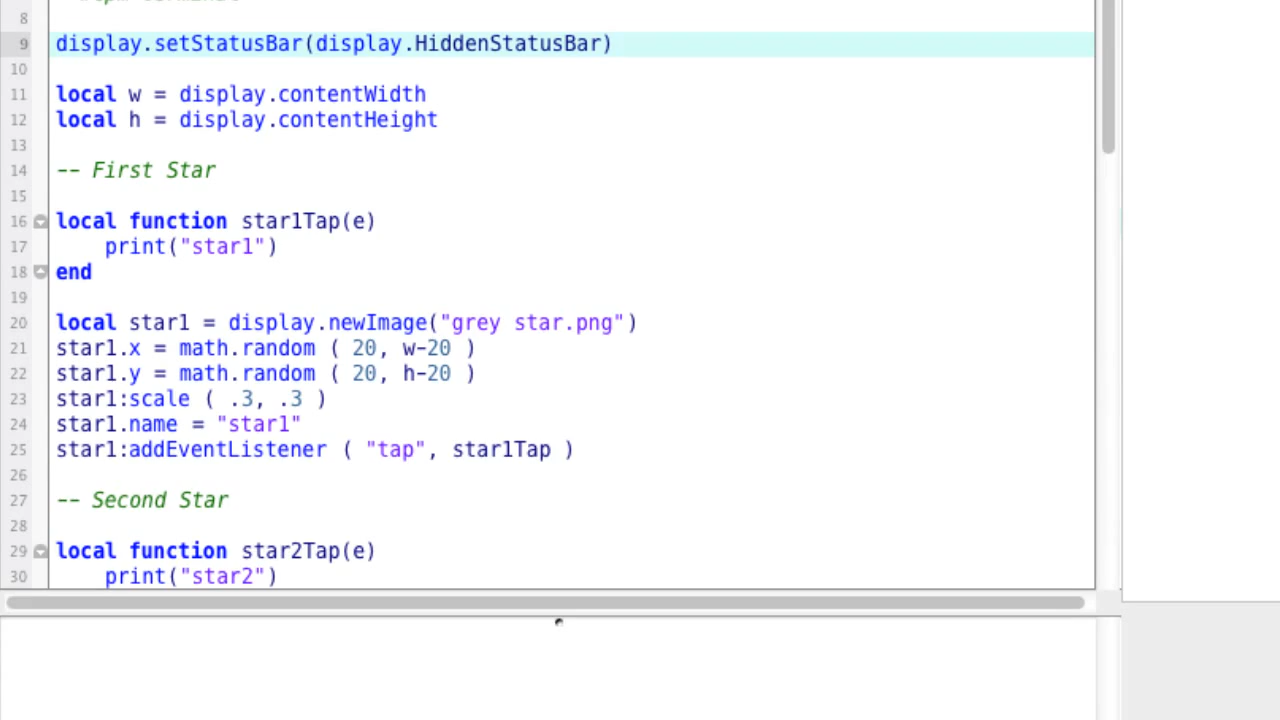 8
9 display.setStatusBar(display.HiddenStatusBar)
10
11 local w = display.contentWidth
12 local h = display.contentHeight
13
14 -- First Star
15
16 local function star1Tap(e)
17 print("star1")
18 end
19
20 local star1 = display.newImage("grey star.png")
21 star1.x = math.random ( 20, w-20 )
22 star1.y = math.random ( 20, h-20 )
23 star1:scale ( .3, .3 )
24 star1.name = "star1"
25 star1:addEventListener ( "tap", star1Tap )
26
27 -- Second Star
28
29 local function star2Tap(e)
30 print("star2")